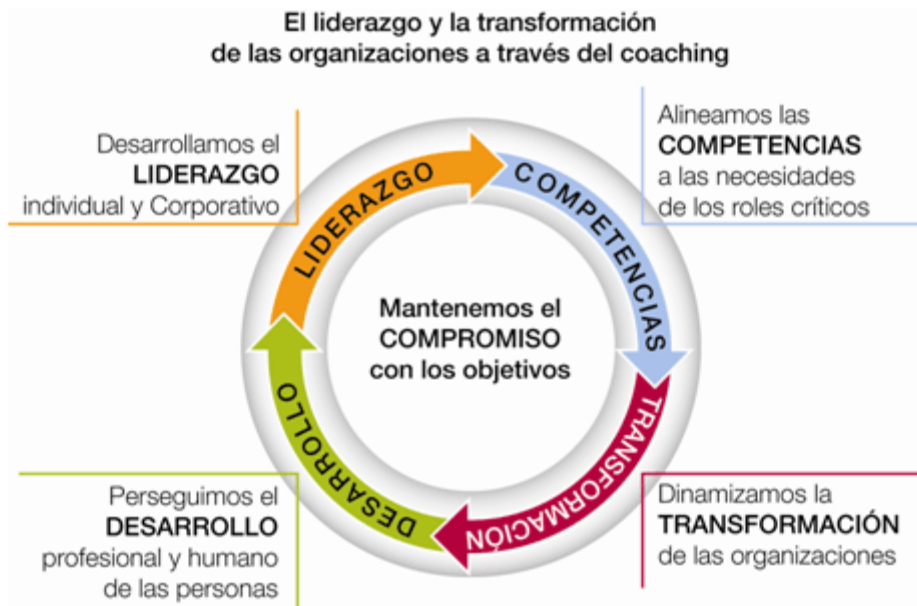 El liderazgo y la transformación
de las organizaciones a través del coaching
Desarrollamos el
LIDERAZGO
individual y Corporativo
Alineamos las
COMPETENCIAS
a las necesidades
de los roles críticos
LIDERAZGO
COMPETENCIAS
TRANSFORMACIÓN
DESARROLLO
Mantenemos el
COMPROMISO
con los objetivos
Perseguimos el
DESARROLLO
profesional y humano
de las personas
Dinamizamos la
TRANSFORMACIÓN
de las organizaciones